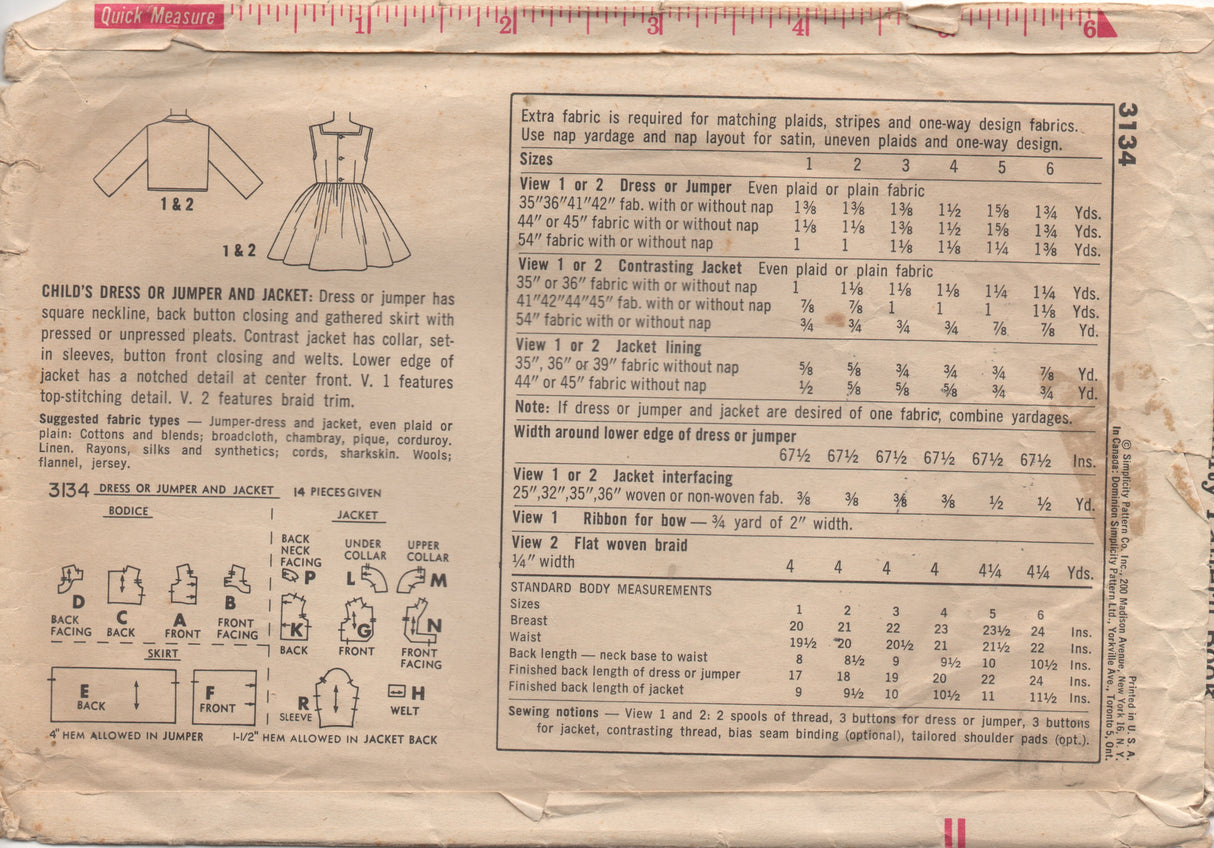 Quick Measure
1 2 3 4 5 6
3134
1 & 2
1 & 2
CHILD'S DRESS OR JUMPER AND JACKET: Dress or jumper has
square neckline, back button closing and gathered skirt with
pressed or unpressed pleats. Contrast jacket has collar, set-
in sleeves, button front closing and welts. Lower edge of
jacket has a notched detail at center front. V. 1 features
top-stitching detail. V. 2 features braid trim.
Suggested fabric types — Jumper-dress and jacket, even plaid or
plain: Cottons and blends; broadcloth, chambray, pique, corduroy.
Linen. Rayons, silks and synthetics; cords, sharkskin. Wools;
flannel, jersey.
3134 DRESS OR JUMPER AND JACKET 14 PIECES GIVEN
BODICE
D
BACK
FACING
C
BACK
A
FRONT
B
FRONT
FACING
SKIRT
E
BACK
F
FRONT
JACKET
BACK
NECK
FACING
P
UNDER
COLLAR
L
UPPER
COLLAR
M
K
BACK
G
FRONT
N
FRONT
FACING
R
SLEEVE
H
WELT
4" HEM ALLOWED IN JUMPER 1-1/2" HEM ALLOWED IN JACKET BACK
Extra fabric is required for matching plaids, stripes and one-way design fabrics.
Use nap yardage and nap layout for satin, uneven plaids and one-way design.
Sizes 1 2 3 4 5 6
View 1 or 2 Dress or Jumper Even plaid or plain fabric
35"36"41"42" fab. with or without nap 1⅜ 1⅜ 1⅜ 1½ 1⅝ 1¾ Yds.
44" or 45" fabric with or without nap 1⅛ 1⅛ 1⅜ 1½ 1⅝ 1¾ Yds.
54" fabric with or without nap 1 1 1⅛ 1⅛ 1¼ 1⅜ Yds.
View 1 or 2 Contrasting Jacket Even plaid or plain fabric
35" or 36" fabric with or without nap 1 1⅛ 1⅛ 1⅛ 1¼ 1¼ Yds.
41"42"44"45" fab. with or without nap ⅞ ⅞ 1 1 1 1⅛ Yds.
54" fabric with or without nap ¾ ¾ ¾ ¾ ⅞ ⅞ Yd.
View 1 or 2 Jacket lining
35", 36" or 39" fabric without nap ⅝ ⅝ ¾ ¾ ¾ ⅞ Yd.
44" or 45" fabric without nap ½ ⅝ ⅝ ⅝ ¾ ¾ Yd.
Note: If dress or jumper and jacket are desired of one fabric, combine yardages.
Width around lower edge of dress or jumper
67½ 67½ 67½ 67½ 67½ 67½ Ins.
View 1 or 2 Jacket interfacing
25",32",35",36" woven or non-woven fab. ⅜ ⅜ ⅜ ⅜ ½ ½ Yd.
View 1 Ribbon for bow — ¾ yard of 2" width.
View 2 Flat woven braid
¼" width 4 4 4 4 4¼ 4¼ Yds.
STANDARD BODY MEASUREMENTS
Sizes 1 2 3 4 5 6
Breast 20 21 22 23 23½ 24 Ins.
Waist 19½ 20 20½ 21 21½ 22 Ins.
Back length — neck base to waist 8 8½ 9 9½ 10 10½ Ins.
Finished back length of dress or jumper 17 18 19 20 22 24 Ins.
Finished back length of jacket 9 9½ 10 10½ 11 11½ Ins.
Sewing notions — View 1 and 2: 2 spools of thread, 3 buttons for dress or jumper, 3 buttons
for jacket, contrasting thread, bias seam binding (optional), tailored shoulder pads (opt.).
Printed in U. S. A.
© Simplicity Pattern Co. Inc., 200 Madison Avenue, New York 16, N. Y.
In Canada: Dominion Simplicity Pattern Ltd., Yorkville Ave., Toronto 5, Ont.